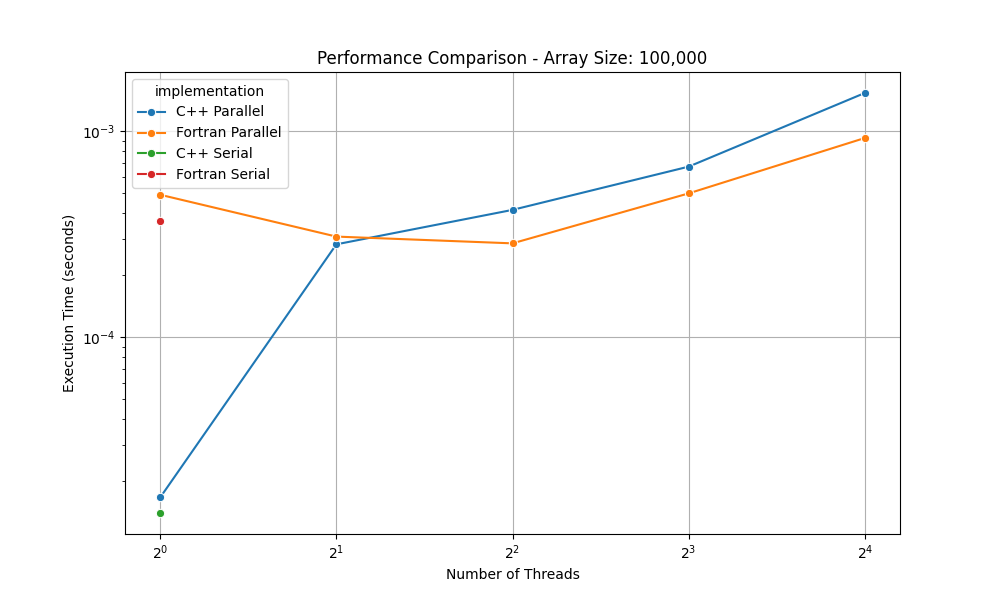 Performance Comparison - Array Size: 100,000
implementation
C++ Parallel
Fortran Parallel
C++ Serial
Fortran Serial
Execution Time (seconds)
10⁻³
10⁻⁴
2⁰ 2¹ 2² 2³ 2⁴
Number of Threads